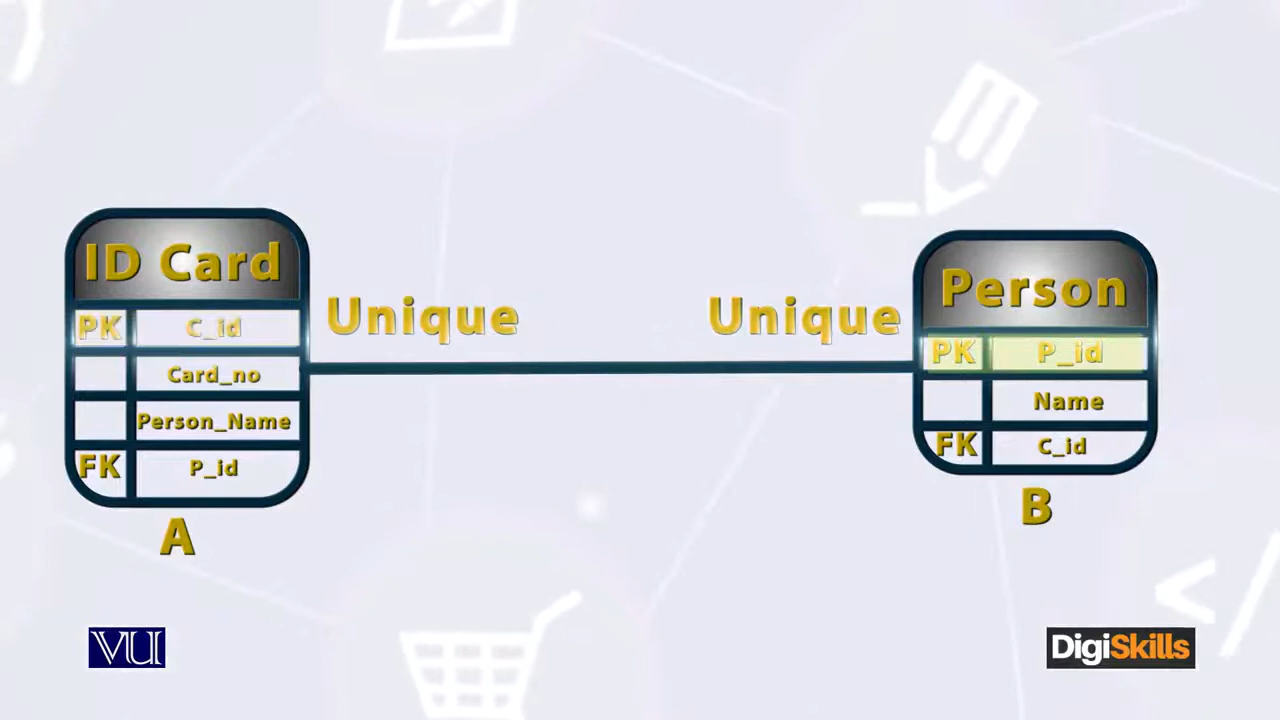 ID Card
PK C_id
Card_no
Person_Name
FK P_id
A
Unique
Unique
Person
PK P_id
Name
FK C_id
B
VU
DigiSkills